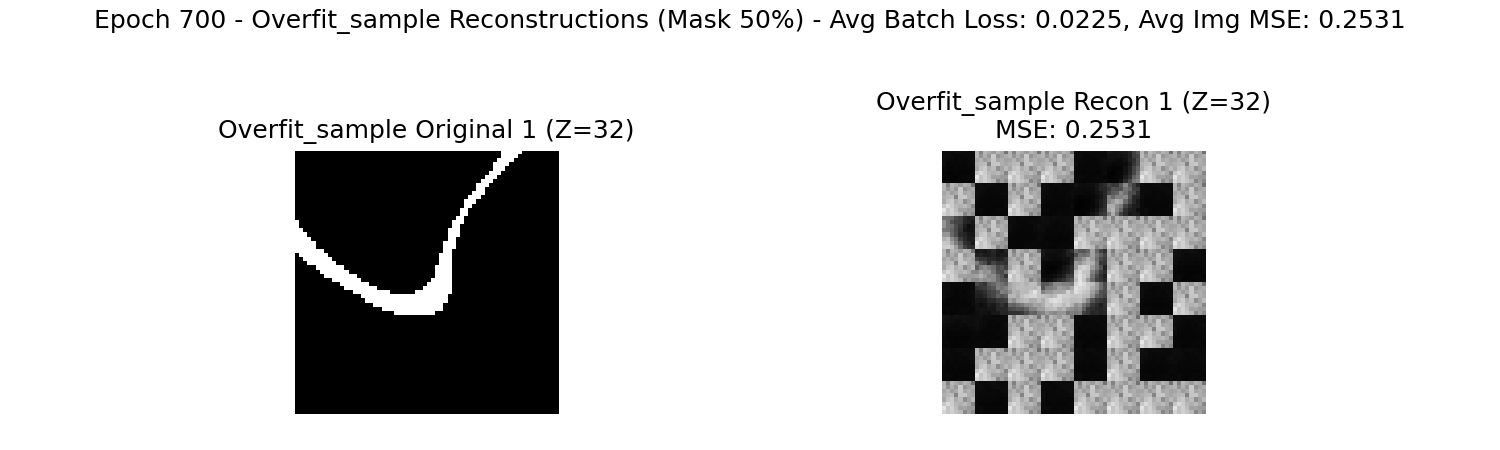 Epoch 700 - Overfit_sample Reconstructions (Mask 50%) - Avg Batch Loss: 0.0225, Avg Img MSE: 0.2531
Overfit_sample Original 1 (Z=32)
Overfit_sample Recon 1 (Z=32)
MSE: 0.2531